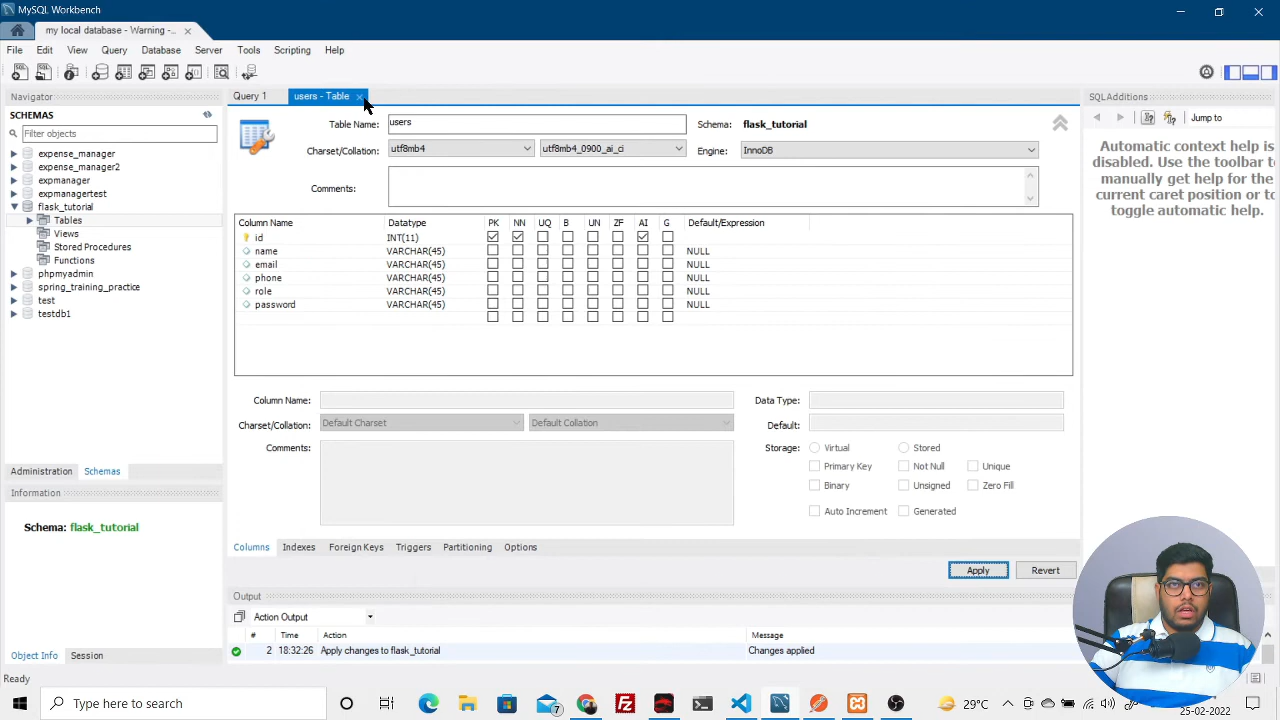 MySQL Workbench
my local database - Warning -...
File Edit View Query Database Server Tools Scripting Help
Navigator
SCHEMAS
Filter objects
expense_manager
expense_manager2
expmanager
expmanagertest
flask_tutorial
Tables
Views
Stored Procedures
Functions
phpmyadmin
spring_training_practice
test
testdb1
Administration Schemas
Information
Schema: flask_tutorial
Object Info Session
Query 1 users - Table
Table Name: users Schema: flask_tutorial
Charset/Collation: utf8mb4 utf8mb4_0900_ai_ci Engine: InnoDB
Comments:
Column Name Datatype PK NN UQ B UN ZF AI G Default/Expression
id INT(11)
name VARCHAR(45) NULL
email VARCHAR(45) NULL
phone VARCHAR(45) NULL
role VARCHAR(45) NULL
password VARCHAR(45) NULL
Column Name: Data Type:
Charset/Collation: Default Charset Default Collation Default:
Comments: Storage: Virtual Stored
Primary Key Not Null Unique
Binary Unsigned Zero Fill
Auto Increment Generated
Columns Indexes Foreign Keys Triggers Partitioning Options
Apply Revert
Output
Action Output
# Time Action Message
2 18:32:26 Apply changes to flask_tutorial Changes applied
SQLAdditions
Jump to
Automatic context help is
disabled. Use the toolbar to
manually get help for the
current caret position or to
toggle automatic help.
Ready
Type here to search
7
29°C
25-02-2022